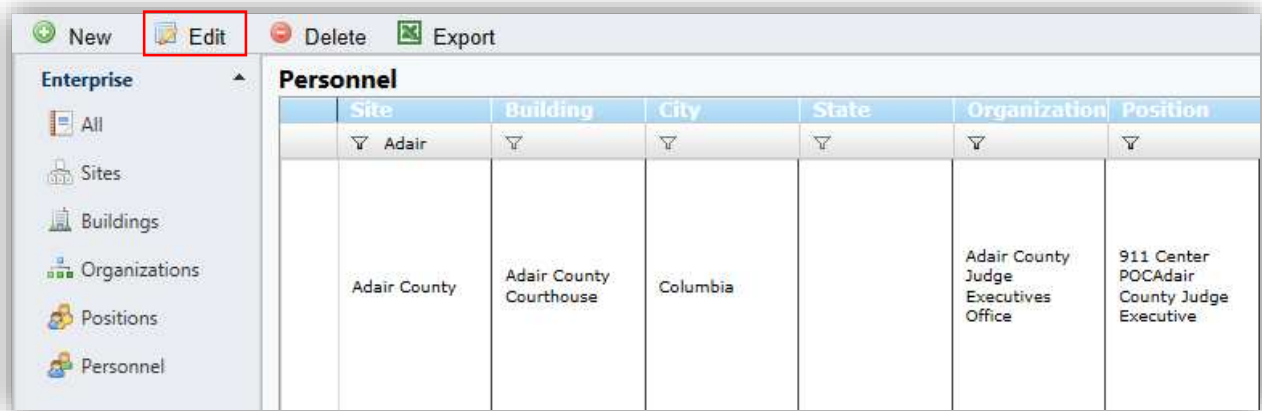 New Edit Delete Export
Enterprise
All
Sites
Buildings
Organizations
Positions
Personnel
Personnel
Site Building City State Organization Position
Adair
Adair County
Adair County
Courthouse
Columbia
Adair County
Judge
Executives
Office
911 Center
POCAdair
County Judge
Executive